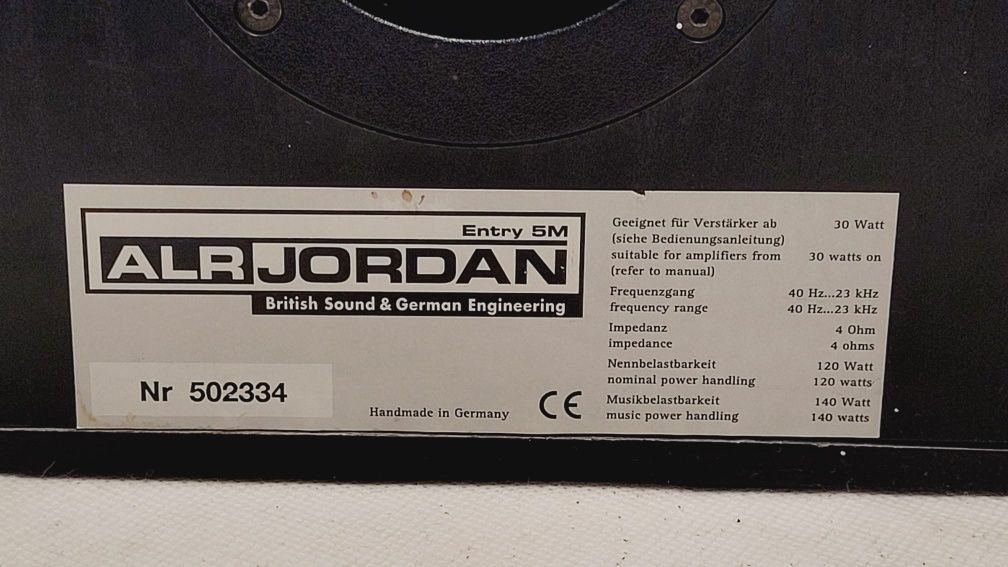 Entry 5M
ALR JORDAN
British Sound & German Engineering
Nr 502334
Handmade in Germany
CE
Geeignet für Verstärker ab 30 Watt
(siehe Bedienungsanleitung)
suitable for amplifiers from 30 watts on
(refer to manual)
Frequenzgang 40 Hz...23 kHz
frequency range 40 Hz...23 kHz
Impedanz 4 Ohm
impedance 4 ohms
Nennbelastbarkeit 120 Watt
nominal power handling 120 watts
Musikbelastbarkeit 140 Watt
music power handling 140 watts